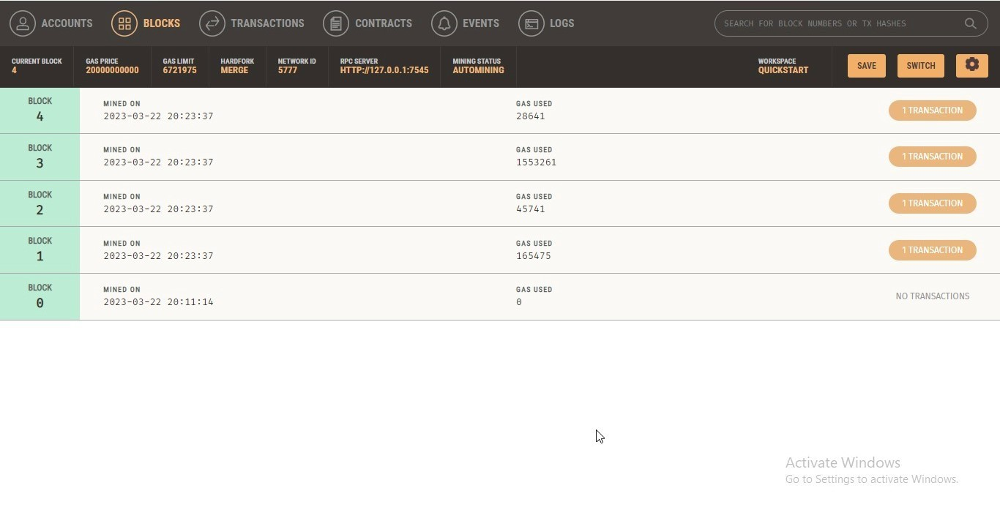 ACCOUNTS BLOCKS TRANSACTIONS CONTRACTS EVENTS LOGS SEARCH FOR BLOCK NUMBERS OR TX HASHES
CURRENT BLOCK GAS PRICE GAS LIMIT HARDFORK NETWORK ID RPC SERVER MINING STATUS WORKSPACE
4 20000000000 6721975 MERGE 5777 HTTP://127.0.0.1:7545 AUTOMINING QUICKSTART SAVE SWITCH
BLOCK MINED ON GAS USED
4 2023-03-22 20:23:37 28641 1 TRANSACTION
BLOCK MINED ON GAS USED
3 2023-03-22 20:23:37 1553261 1 TRANSACTION
BLOCK MINED ON GAS USED
2 2023-03-22 20:23:37 45741 1 TRANSACTION
BLOCK MINED ON GAS USED
1 2023-03-22 20:23:37 165475 1 TRANSACTION
BLOCK MINED ON GAS USED
0 2023-03-22 20:11:14 0 NO TRANSACTIONS
Activate Windows
Go to Settings to activate Windows.